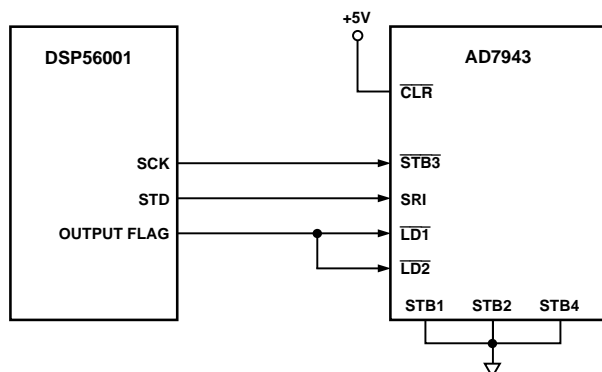 +5V
DSP56001
AD7943
CLR
SCK
STB3
STD
SRI
OUTPUT FLAG
LD1
LD2
STB1 STB2 STB4